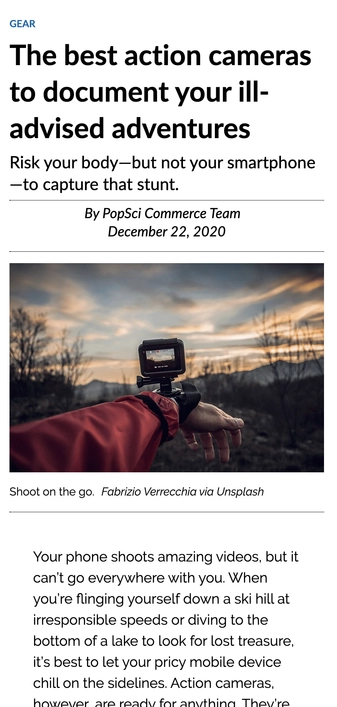 GEAR
The best action cameras
to document your ill-
advised adventures
Risk your body—but not your smartphone
—to capture that stunt.
By PopSci Commerce Team
December 22, 2020
Shoot on the go. Fabrizio Verrecchia via Unsplash
Your phone shoots amazing videos, but it
can’t go everywhere with you. When
you’re flinging yourself down a ski hill at
irresponsible speeds or diving to the
bottom of a lake to look for lost treasure,
it’s best to let your pricy mobile device
chill on the sidelines. Action cameras,
however, are ready for anything. They’re